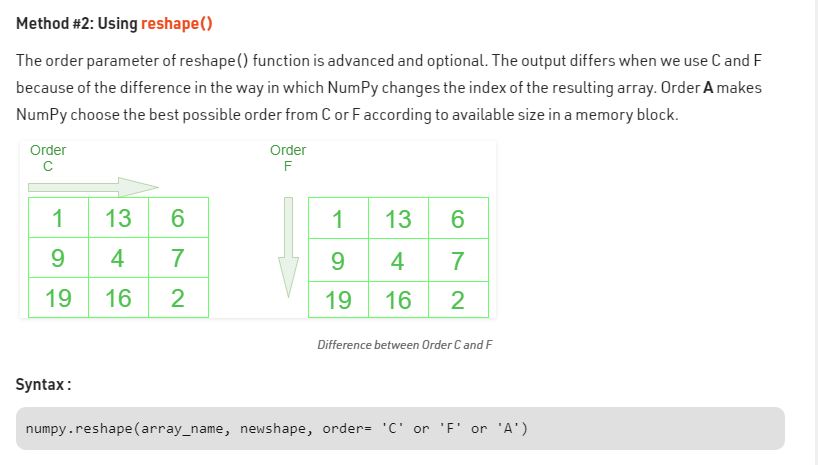 Method #2: Using reshape()
The order parameter of reshape() function is advanced and optional. The output differs when we use C and F
because of the difference in the way in which NumPy changes the index of the resulting array. Order A makes
NumPy choose the best possible order from C or F according to available size in a memory block.
Order
C
1 13 6
9 4 7
19 16 2
Order
F
1 13 6
9 4 7
19 16 2
Difference between Order C and F
Syntax :
numpy.reshape(array_name, newshape, order= 'C' or 'F' or 'A')